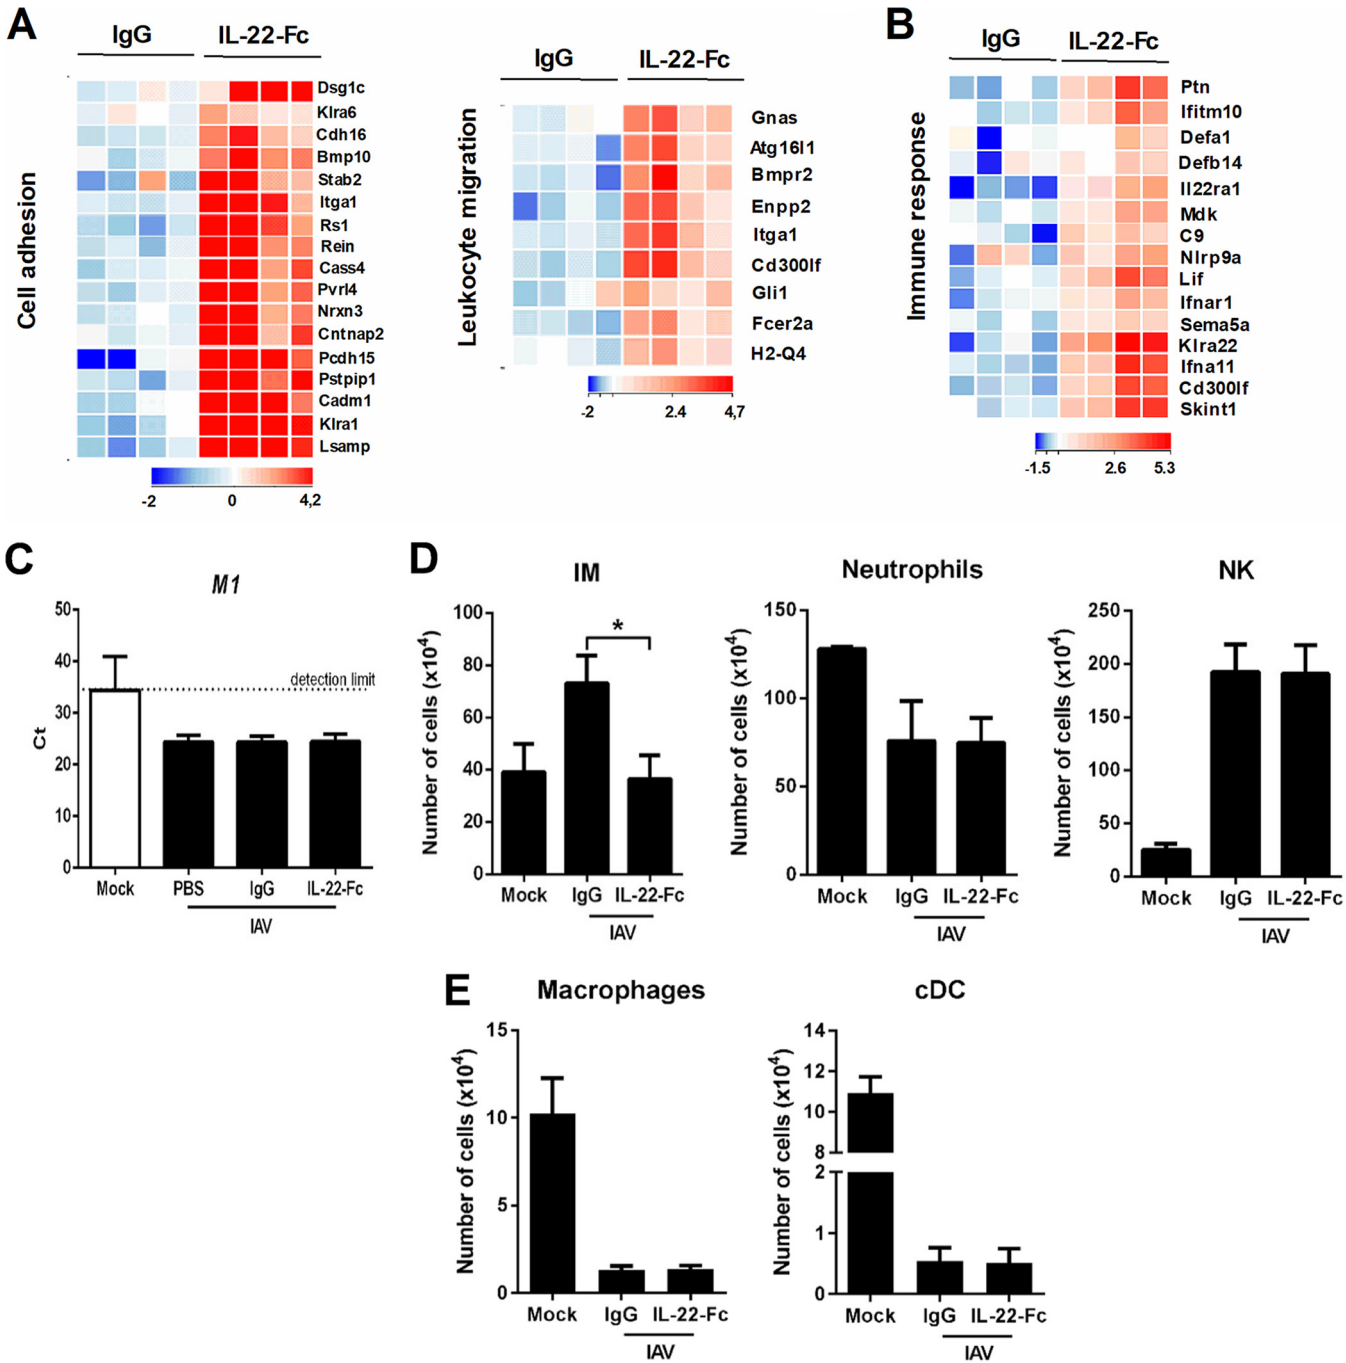 A
IgG IL-22-Fc
Cell adhesion
Dsg1c
Klra6
Cdh16
Bmp10
Stab2
Itga1
Rs1
Rein
Cass4
Pvrl4
Nrxn3
Cntnap2
Pcdh15
Pstpip1
Cadm1
Klra1
Lsamp
-2 0 4,2
IgG IL-22-Fc
Leukocyte migration
Gnas
Atg16l1
Bmpr2
Enpp2
Itga1
Cd300lf
Gli1
Fcer2a
H2-Q4
-2 2.4 4,7
B
IgG IL-22-Fc
Immune response
Ptn
Ifitm10
Defa1
Defb14
Il22ra1
Mdk
C9
Nlrp9a
Lif
Ifnar1
Sema5a
Klra22
Ifna11
Cd300lf
Skint1
-1.5 2.6 5.3
C
M1
Ct
50
40
30
20
10
0
detection limit
Mock PBS IgG IL-22-Fc
IAV
D
IM
Number of cells (x10⁴)
100
80
60
40
20
0
*
Mock IgG IL-22-Fc
IAV
Neutrophils
Number of cells (x10⁴)
150
100
50
0
Mock IgG IL-22-Fc
IAV
NK
Number of cells (x10⁴)
250
200
150
100
50
0
Mock IgG IL-22-Fc
IAV
E
Macrophages
Number of cells (x10⁴)
15
10
5
0
Mock IgG IL-22-Fc
IAV
cDC
Number of cells (x10⁴)
14
12
10
8
2
1
0
Mock IgG IL-22-Fc
IAV